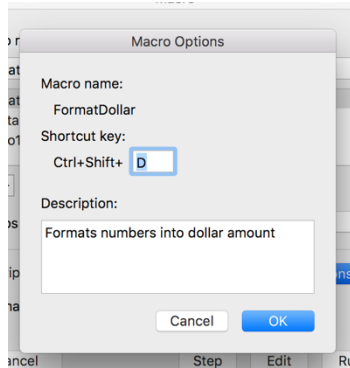 Macro Options
Macro name:
FormatDollar
Shortcut key:
Ctrl+Shift+ D
Description:
Formats numbers into dollar amount
Cancel OK
Step Edit